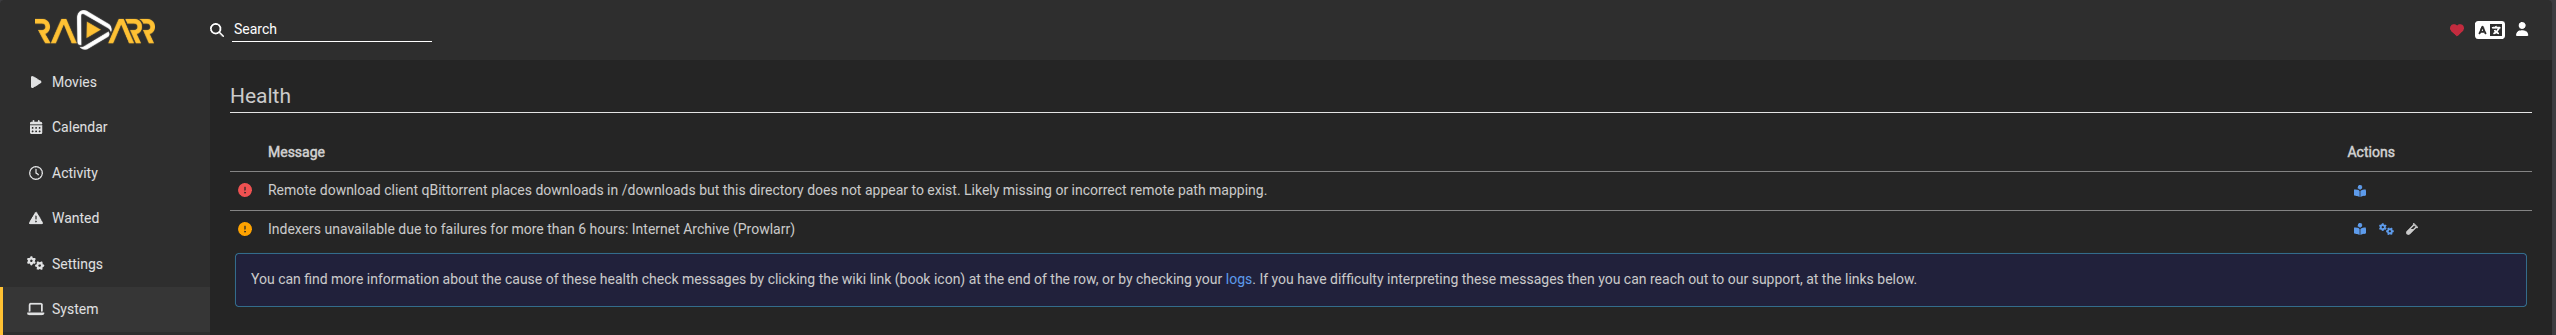 RADARR
Search
Movies
Calendar
Activity
Wanted
Settings
System
Health
Message Actions
Remote download client qBittorrent places downloads in /downloads but this directory does not appear to exist. Likely missing or incorrect remote path mapping.
Indexers unavailable due to failures for more than 6 hours: Internet Archive (Prowlarr)
You can find more information about the cause of these health check messages by clicking the wiki link (book icon) at the end of the row, or by checking your logs. If you have difficulty interpreting these messages then you can reach out to our support, at the links below.